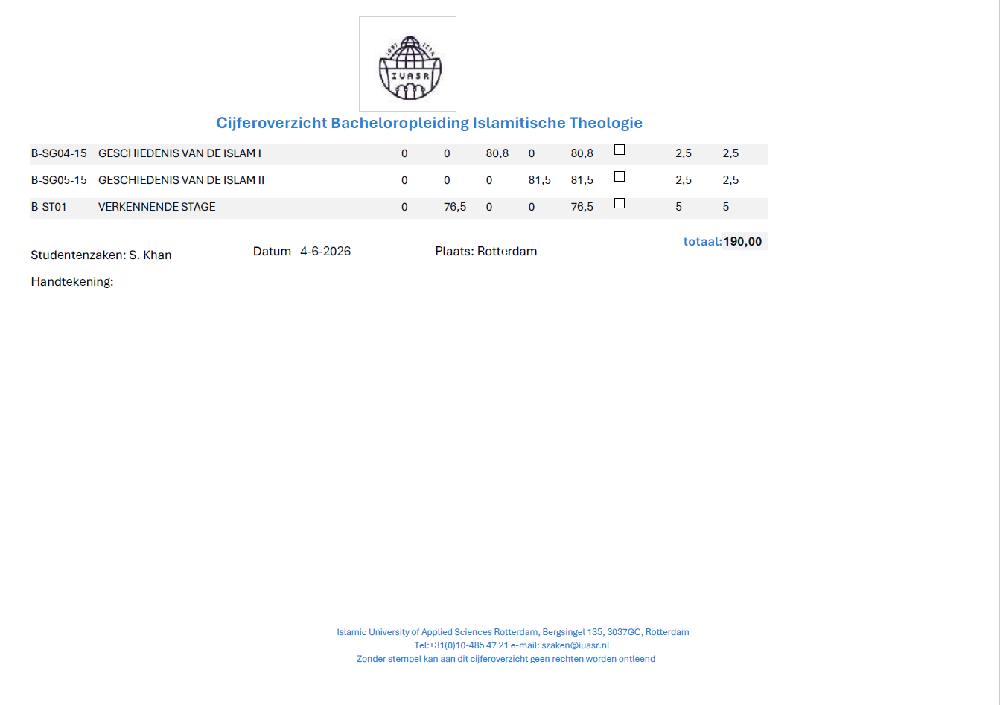 IUASR
Cijferoverzicht Bacheloropleiding Islamitische Theologie
B-SG04-15 GESCHIEDENIS VAN DE ISLAM I 0 0 80,8 0 80,8 2,5 2,5
B-SG05-15 GESCHIEDENIS VAN DE ISLAM II 0 0 0 81,5 81,5 2,5 2,5
B-ST01 VERKENNENDE STAGE 0 76,5 0 0 76,5 5 5
totaal: 190,00
Studentenzaken: S. Khan Datum 4-6-2026 Plaats: Rotterdam
Handtekening: ________________
Islamic University of Applied Sciences Rotterdam, Bergsingel 135, 3037GC, Rotterdam
Tel:+31(0)10-485 47 21 e-mail: szaken@iuasr.nl
Zonder stempel kan aan dit cijferoverzicht geen rechten worden ontleend